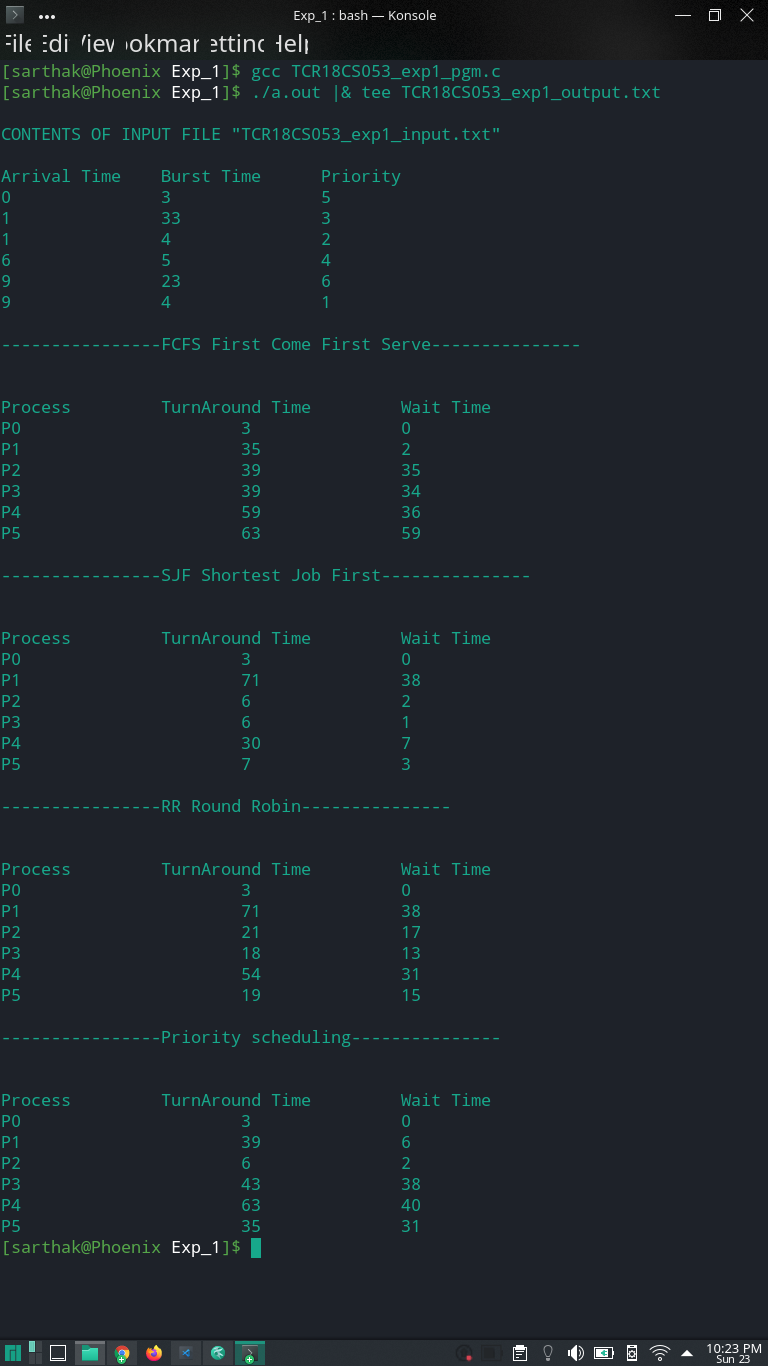 Exp_1 : bash — Konsole
File Edi View ookmar ettin Help
[sarthak@Phoenix Exp_1]$ gcc TCR18CS053_exp1_pgm.c
[sarthak@Phoenix Exp_1]$ ./a.out |& tee TCR18CS053_exp1_output.txt
CONTENTS OF INPUT FILE "TCR18CS053_exp1_input.txt"
Arrival Time Burst Time Priority
0 3 5
1 33 3
1 4 2
6 5 4
9 23 6
9 4 1
----------------FCFS First Come First Serve---------------
Process TurnAround Time Wait Time
P0 3 0
P1 35 2
P2 39 35
P3 39 34
P4 59 36
P5 63 59
----------------SJF Shortest Job First---------------
Process TurnAround Time Wait Time
P0 3 0
P1 71 38
P2 6 2
P3 6 1
P4 30 7
P5 7 3
----------------RR Round Robin---------------
Process TurnAround Time Wait Time
P0 3 0
P1 71 38
P2 21 17
P3 18 13
P4 54 31
P5 19 15
----------------Priority scheduling---------------
Process TurnAround Time Wait Time
P0 3 0
P1 39 6
P2 6 2
P3 43 38
P4 63 40
P5 35 31
[sarthak@Phoenix Exp_1]$
10:23 PM
Sun 23